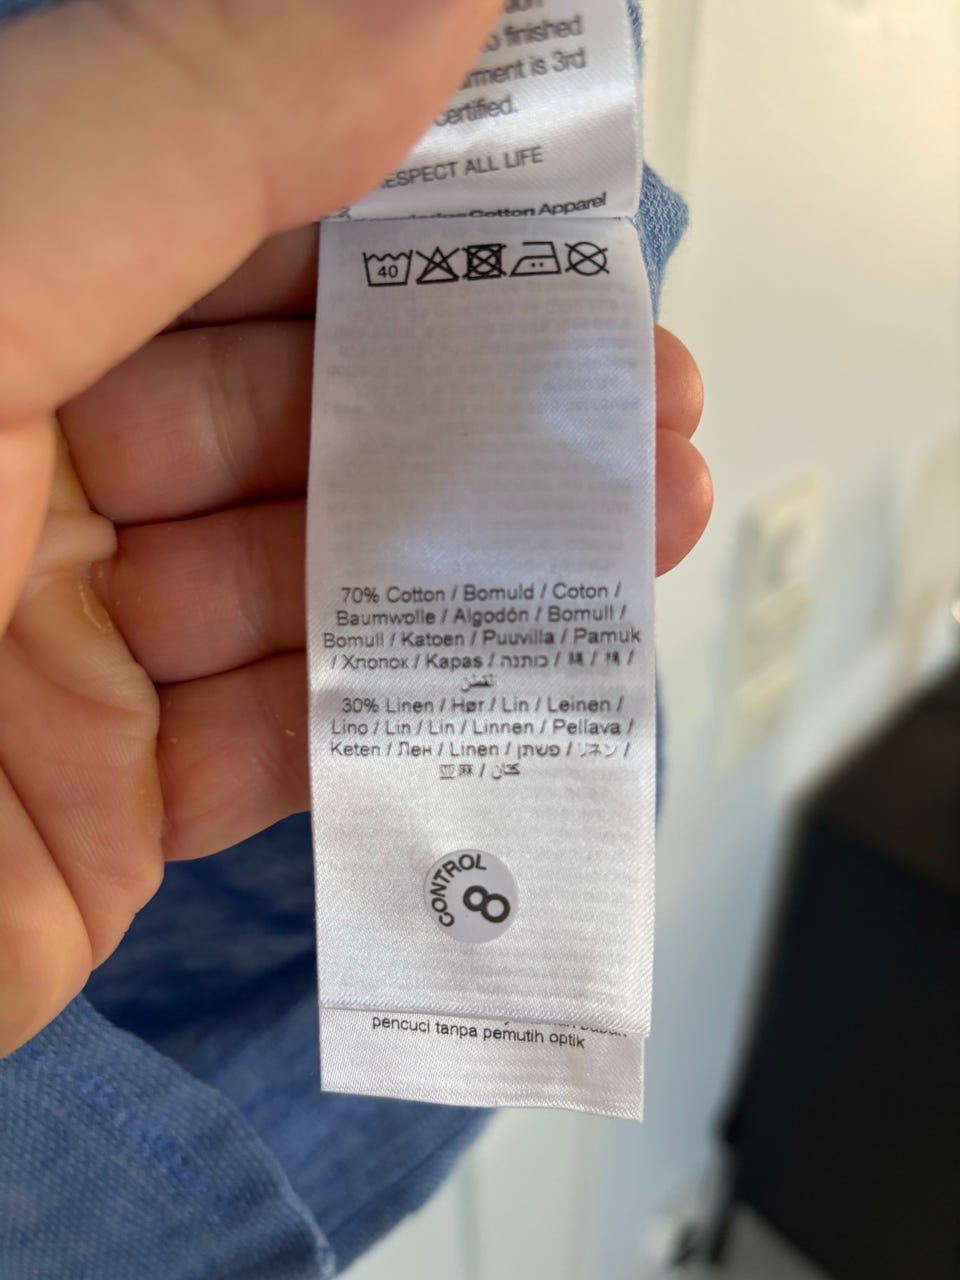 finished
is 3rd
certified.
RESPECT ALL LIFE
Cotton Apparel
40
70% Cotton / Bomuld / Coton /
Baumwolle / Algodón / Bomull /
Bomull / Katoen / Puuvilla / Pamuk
/ Хлопок / Kapas / כותנה / 綿 / 棉 /
القطن
30% Linen / Hør / Lin / Leinen /
Lino / Lin / Lin / Linnen / Pellava /
Keten / Лен / Linen / פשתן / リネン /
亚麻 / كتان
CONTROL
8
pencuci tanpa pemutih optik